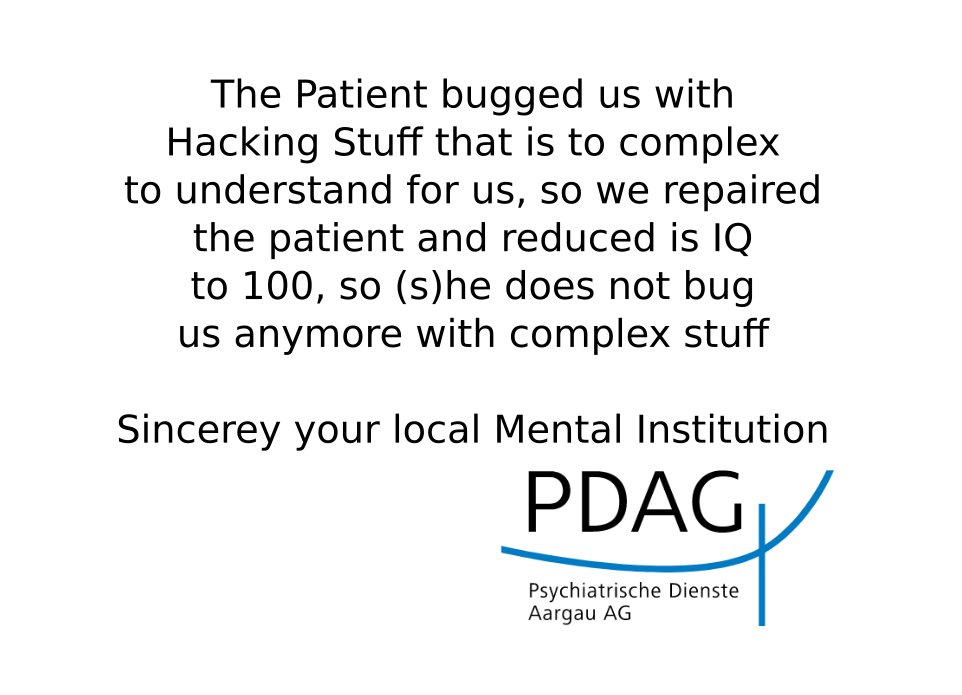 The Patient bugged us with
Hacking Stuff that is to complex
to understand for us, so we repaired
the patient and reduced is IQ
to 100, so (s)he does not bug
us anymore with complex stuff
Sincerey your local Mental Institution
PDAG
Psychiatrische Dienste
Aargau AG